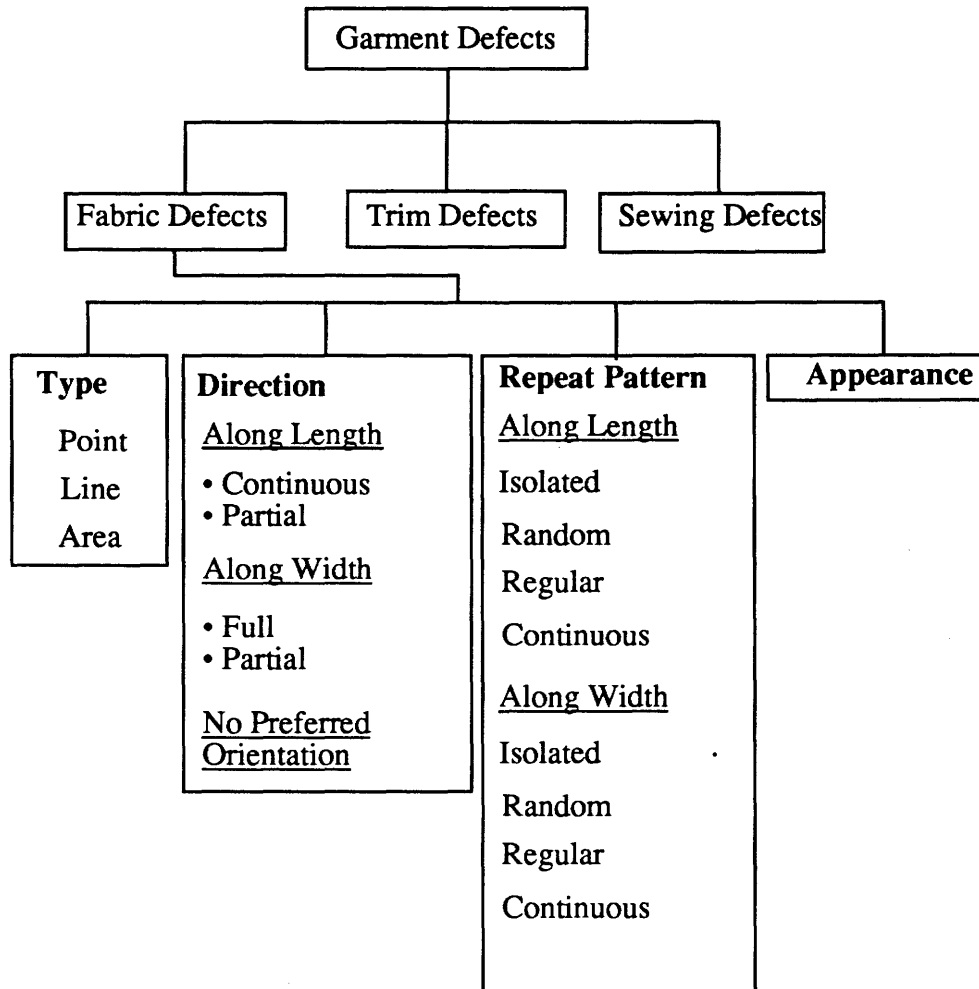 Garment Defects
Fabric Defects
Trim Defects
Sewing Defects
Type
Point
Line
Area
Direction
Along Length
• Continuous
• Partial
Along Width
• Full
• Partial
No Preferred
Orientation
Repeat Pattern
Along Length
Isolated
Random
Regular
Continuous
Along Width
Isolated
Random
Regular
Continuous
Appearance